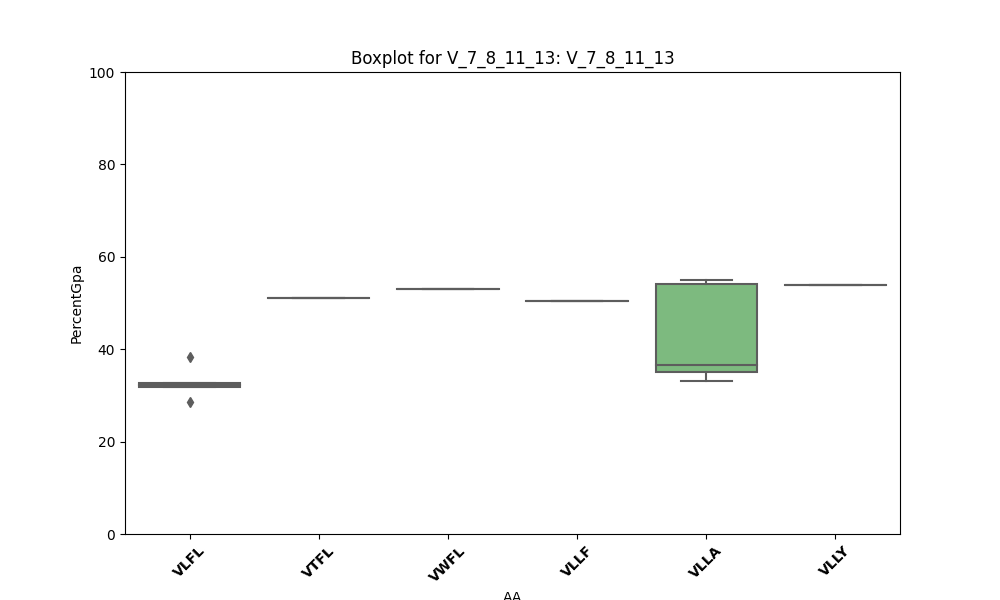 Boxplot for V_7_8_11_13: V_7_8_11_13
100
80
60
40
20
0
PercentGpa
VLFL
VTFL
VWFL
VLLF
VLLA
VLLY
AA